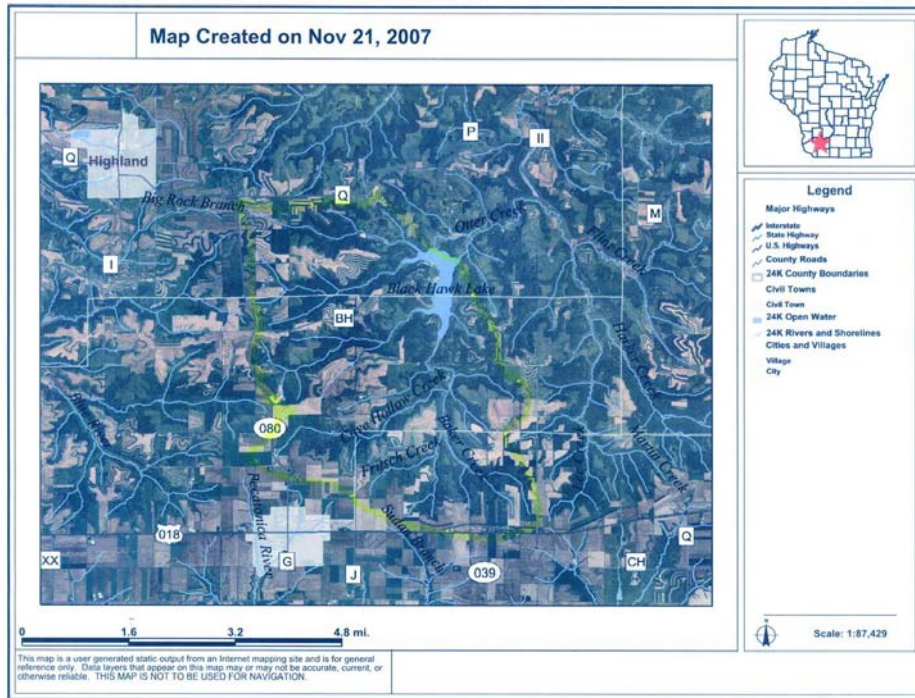 Map Created on Nov 21, 2007
P
II
Q
Highland
Q
Big Rock Branch
M
Otter Creek
I
Black Hawk Lake
BH
Harker Creek
Hollow Creek
080
Fritsch Creek
Martin Creek
Pekatonica River
Sudan Branch
018
Q
XX
G
J
039
CH
Legend
Major Highways
Interstate
State Highway
U.S. Highways
County Roads
24K County Boundaries
Civil Towns
Civil Town
24K Open Water
24K Rivers and Shorelines
Cities and Villages
Village
City
0 1.6 3.2 4.8 mi.
Scale: 1:87,429
This map is a user generated static output from an Internet mapping site and is for general
reference only. Data layers that appear on this map may or may not be accurate, current, or
otherwise reliable. THIS MAP IS NOT TO BE USED FOR NAVIGATION.